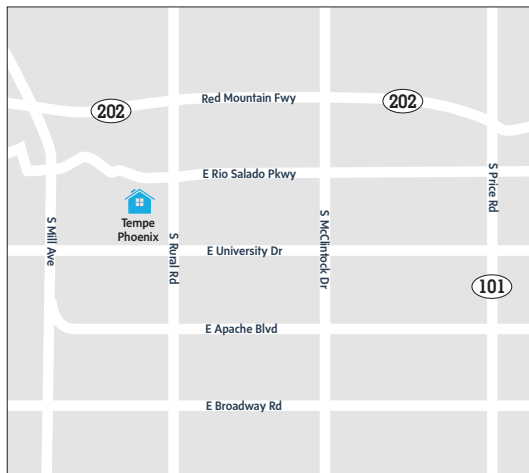 Red Mountain Fwy
202
202
E Rio Salado Pkwy
S Price Rd
Tempe
Phoenix
S Mill Ave
S Rural Rd
S McClintock Dr
E University Dr
101
E Apache Blvd
E Broadway Rd